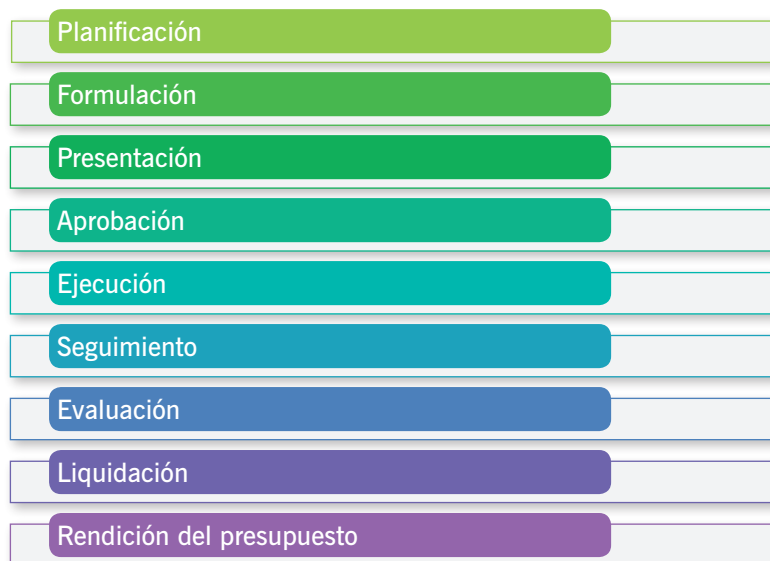 Planificación
Formulación
Presentación
Aprobación
Ejecución
Seguimiento
Evaluación
Liquidación
Rendición del presupuesto